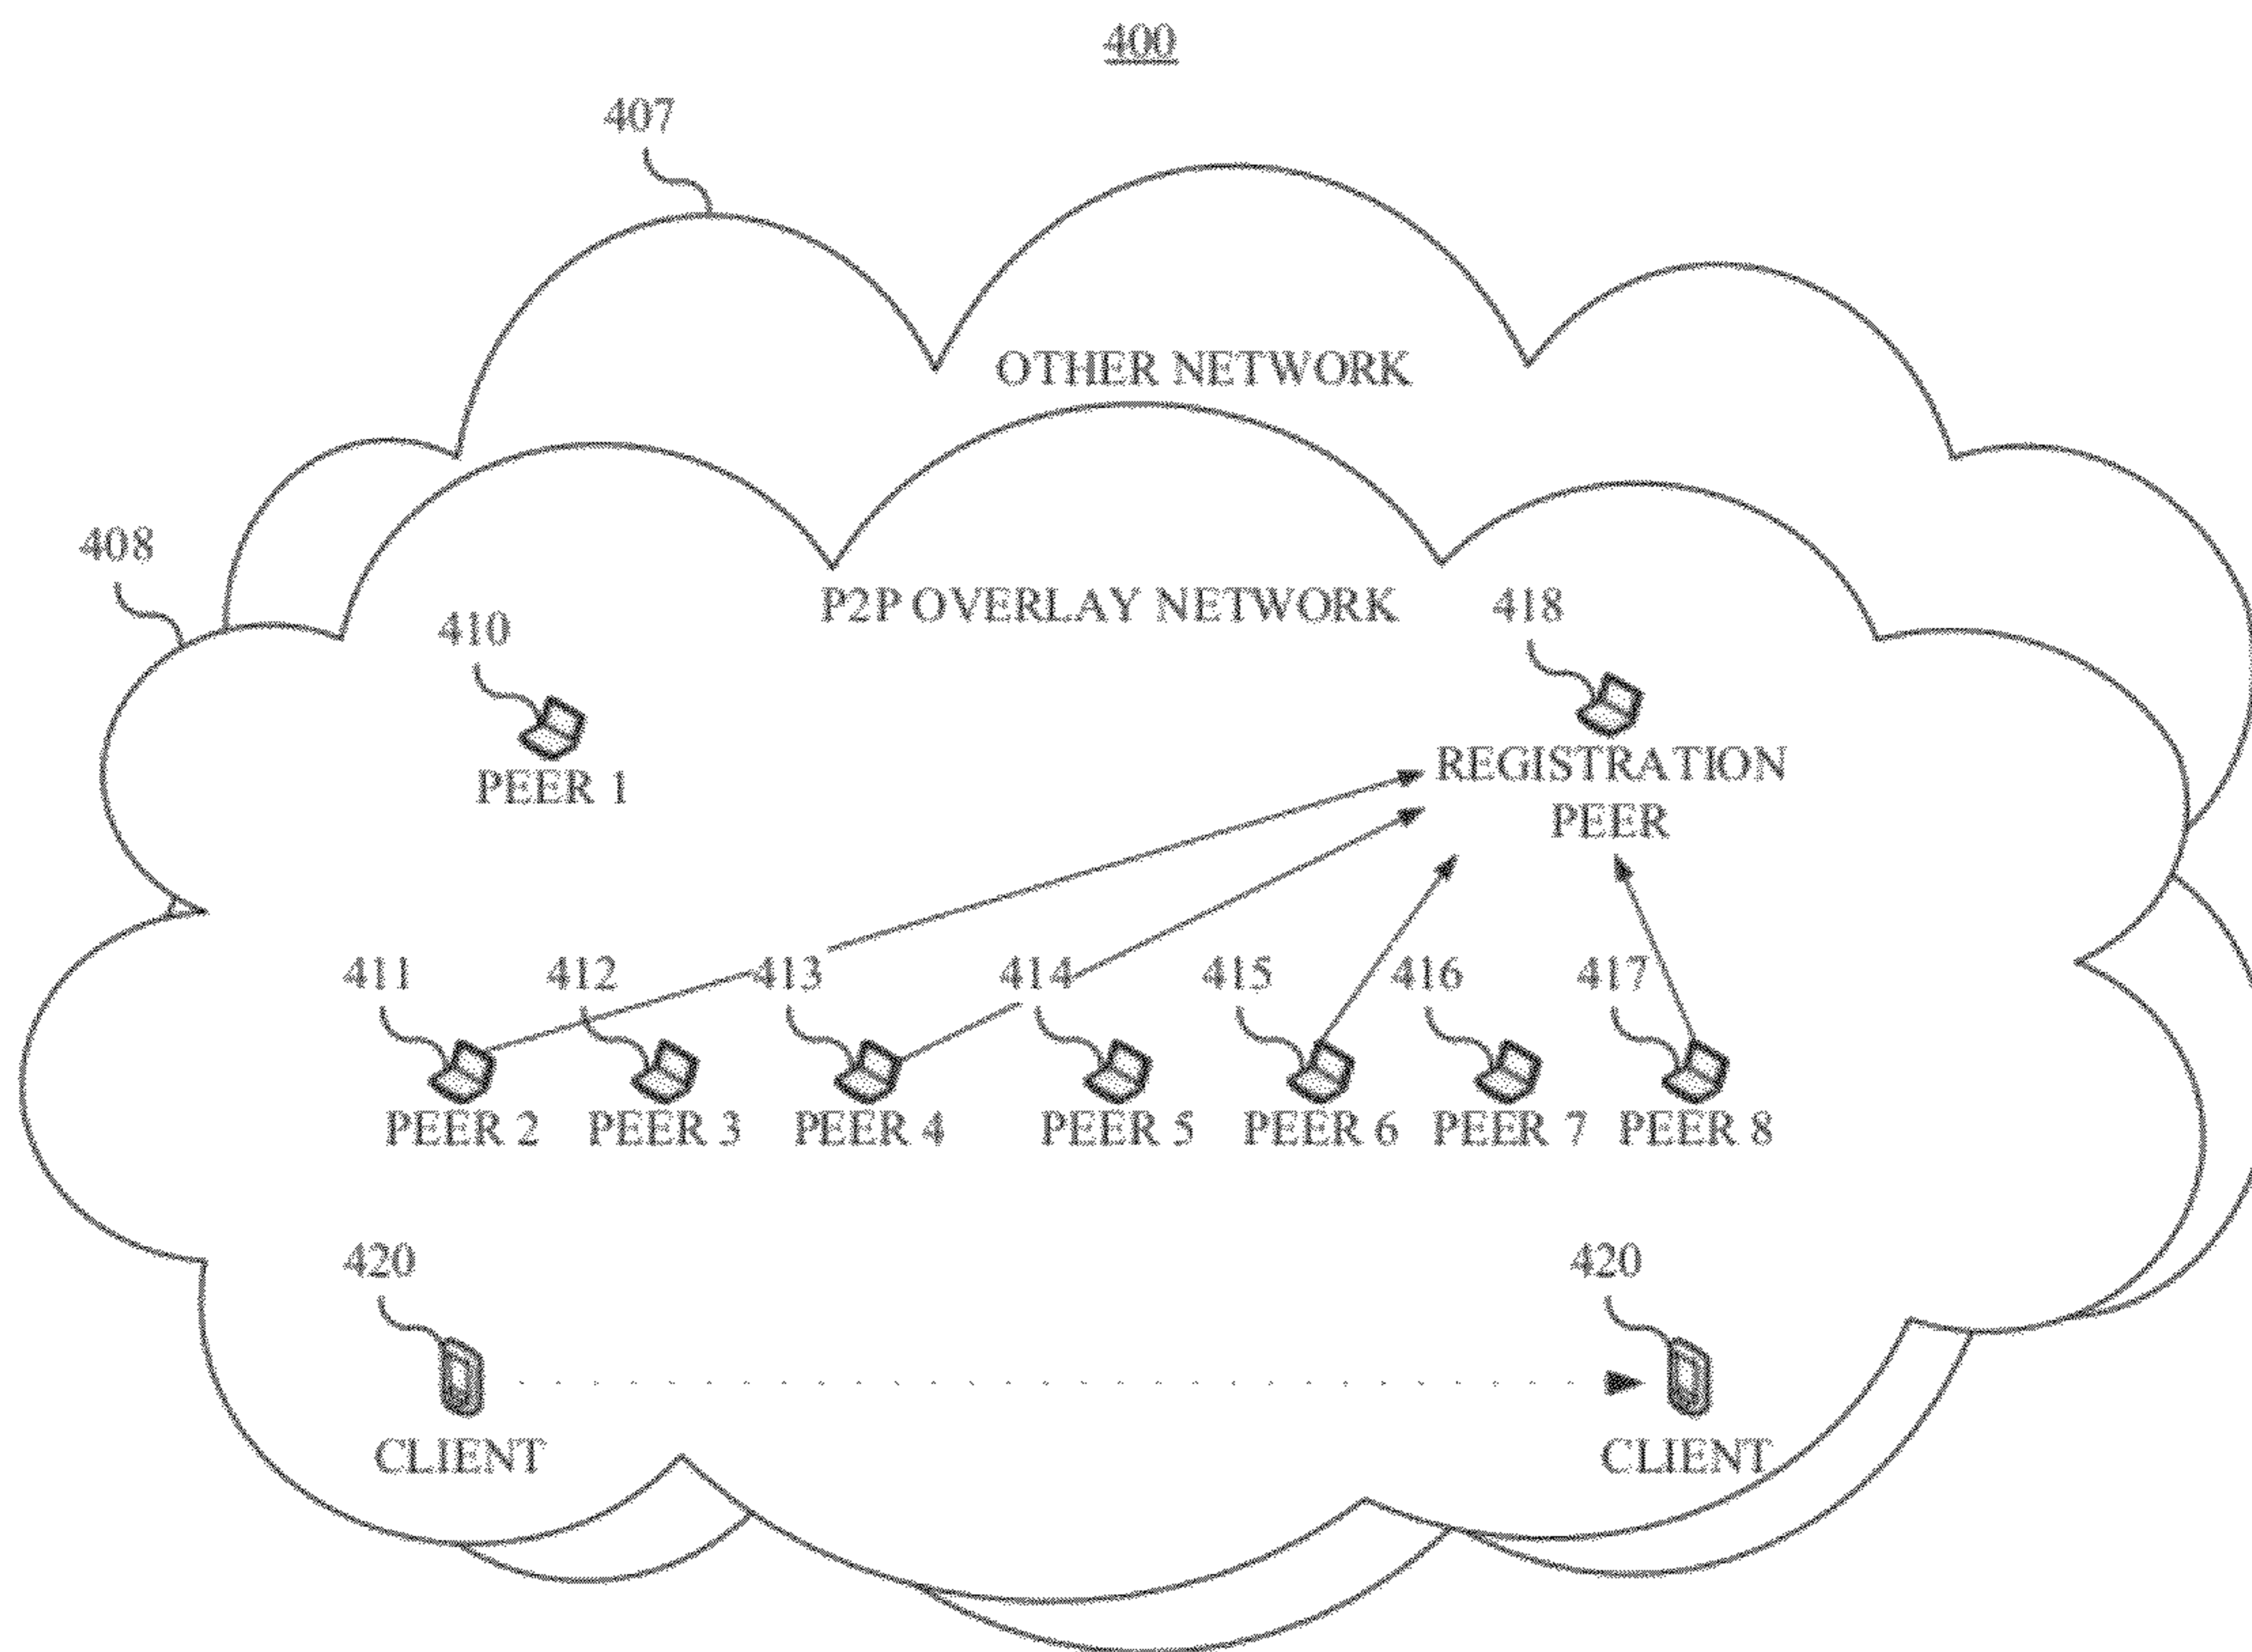 400
407
OTHER NETWORK
408
P2P OVERLAY NETWORK
410
418
PEER 1
REGISTRATION
PEER
411
412
413
414
415
416
417
PEER 2
PEER 3
PEER 4
PEER 5
PEER 6
PEER 7
PEER 8
420
420
CLIENT
CLIENT